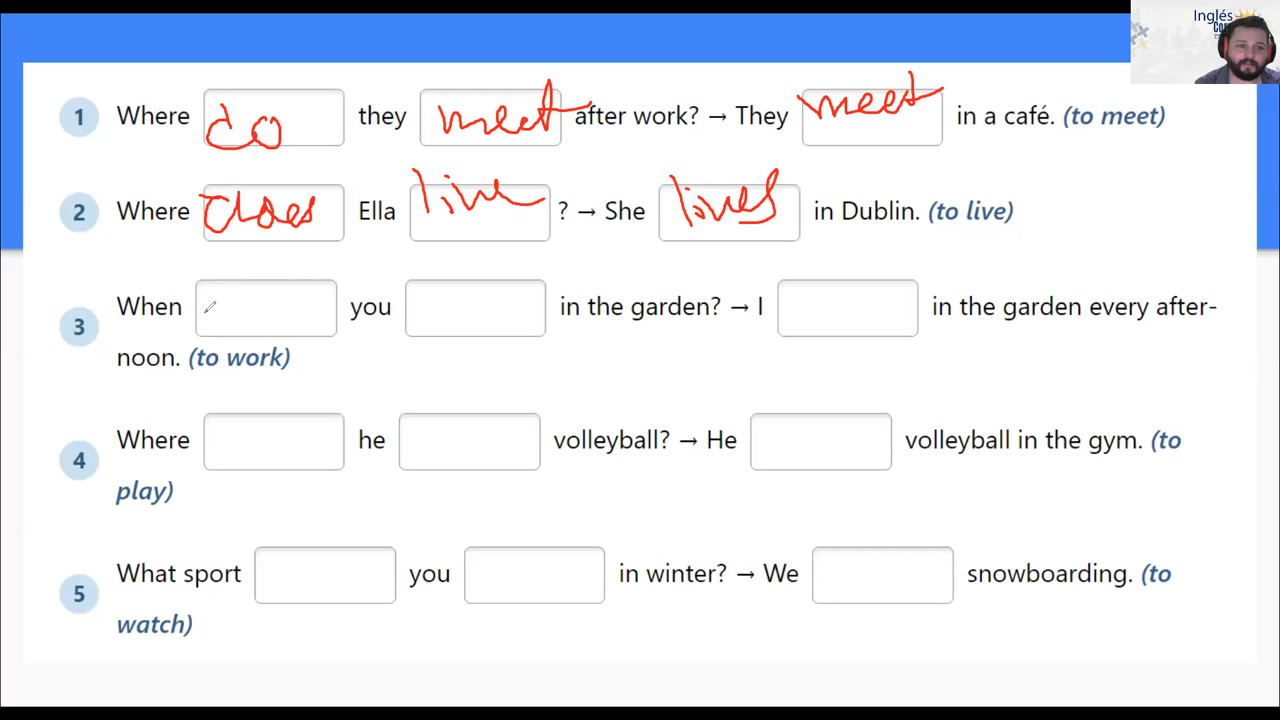 Inglés
1 Where do they meet after work? → They meet in a café. (to meet)
2 Where does Ella live ? → She lives in Dublin. (to live)
3 When you in the garden? → I in the garden every after-
noon. (to work)
4 Where he volleyball? → He volleyball in the gym. (to
play)
5 What sport you in winter? → We snowboarding. (to
watch)